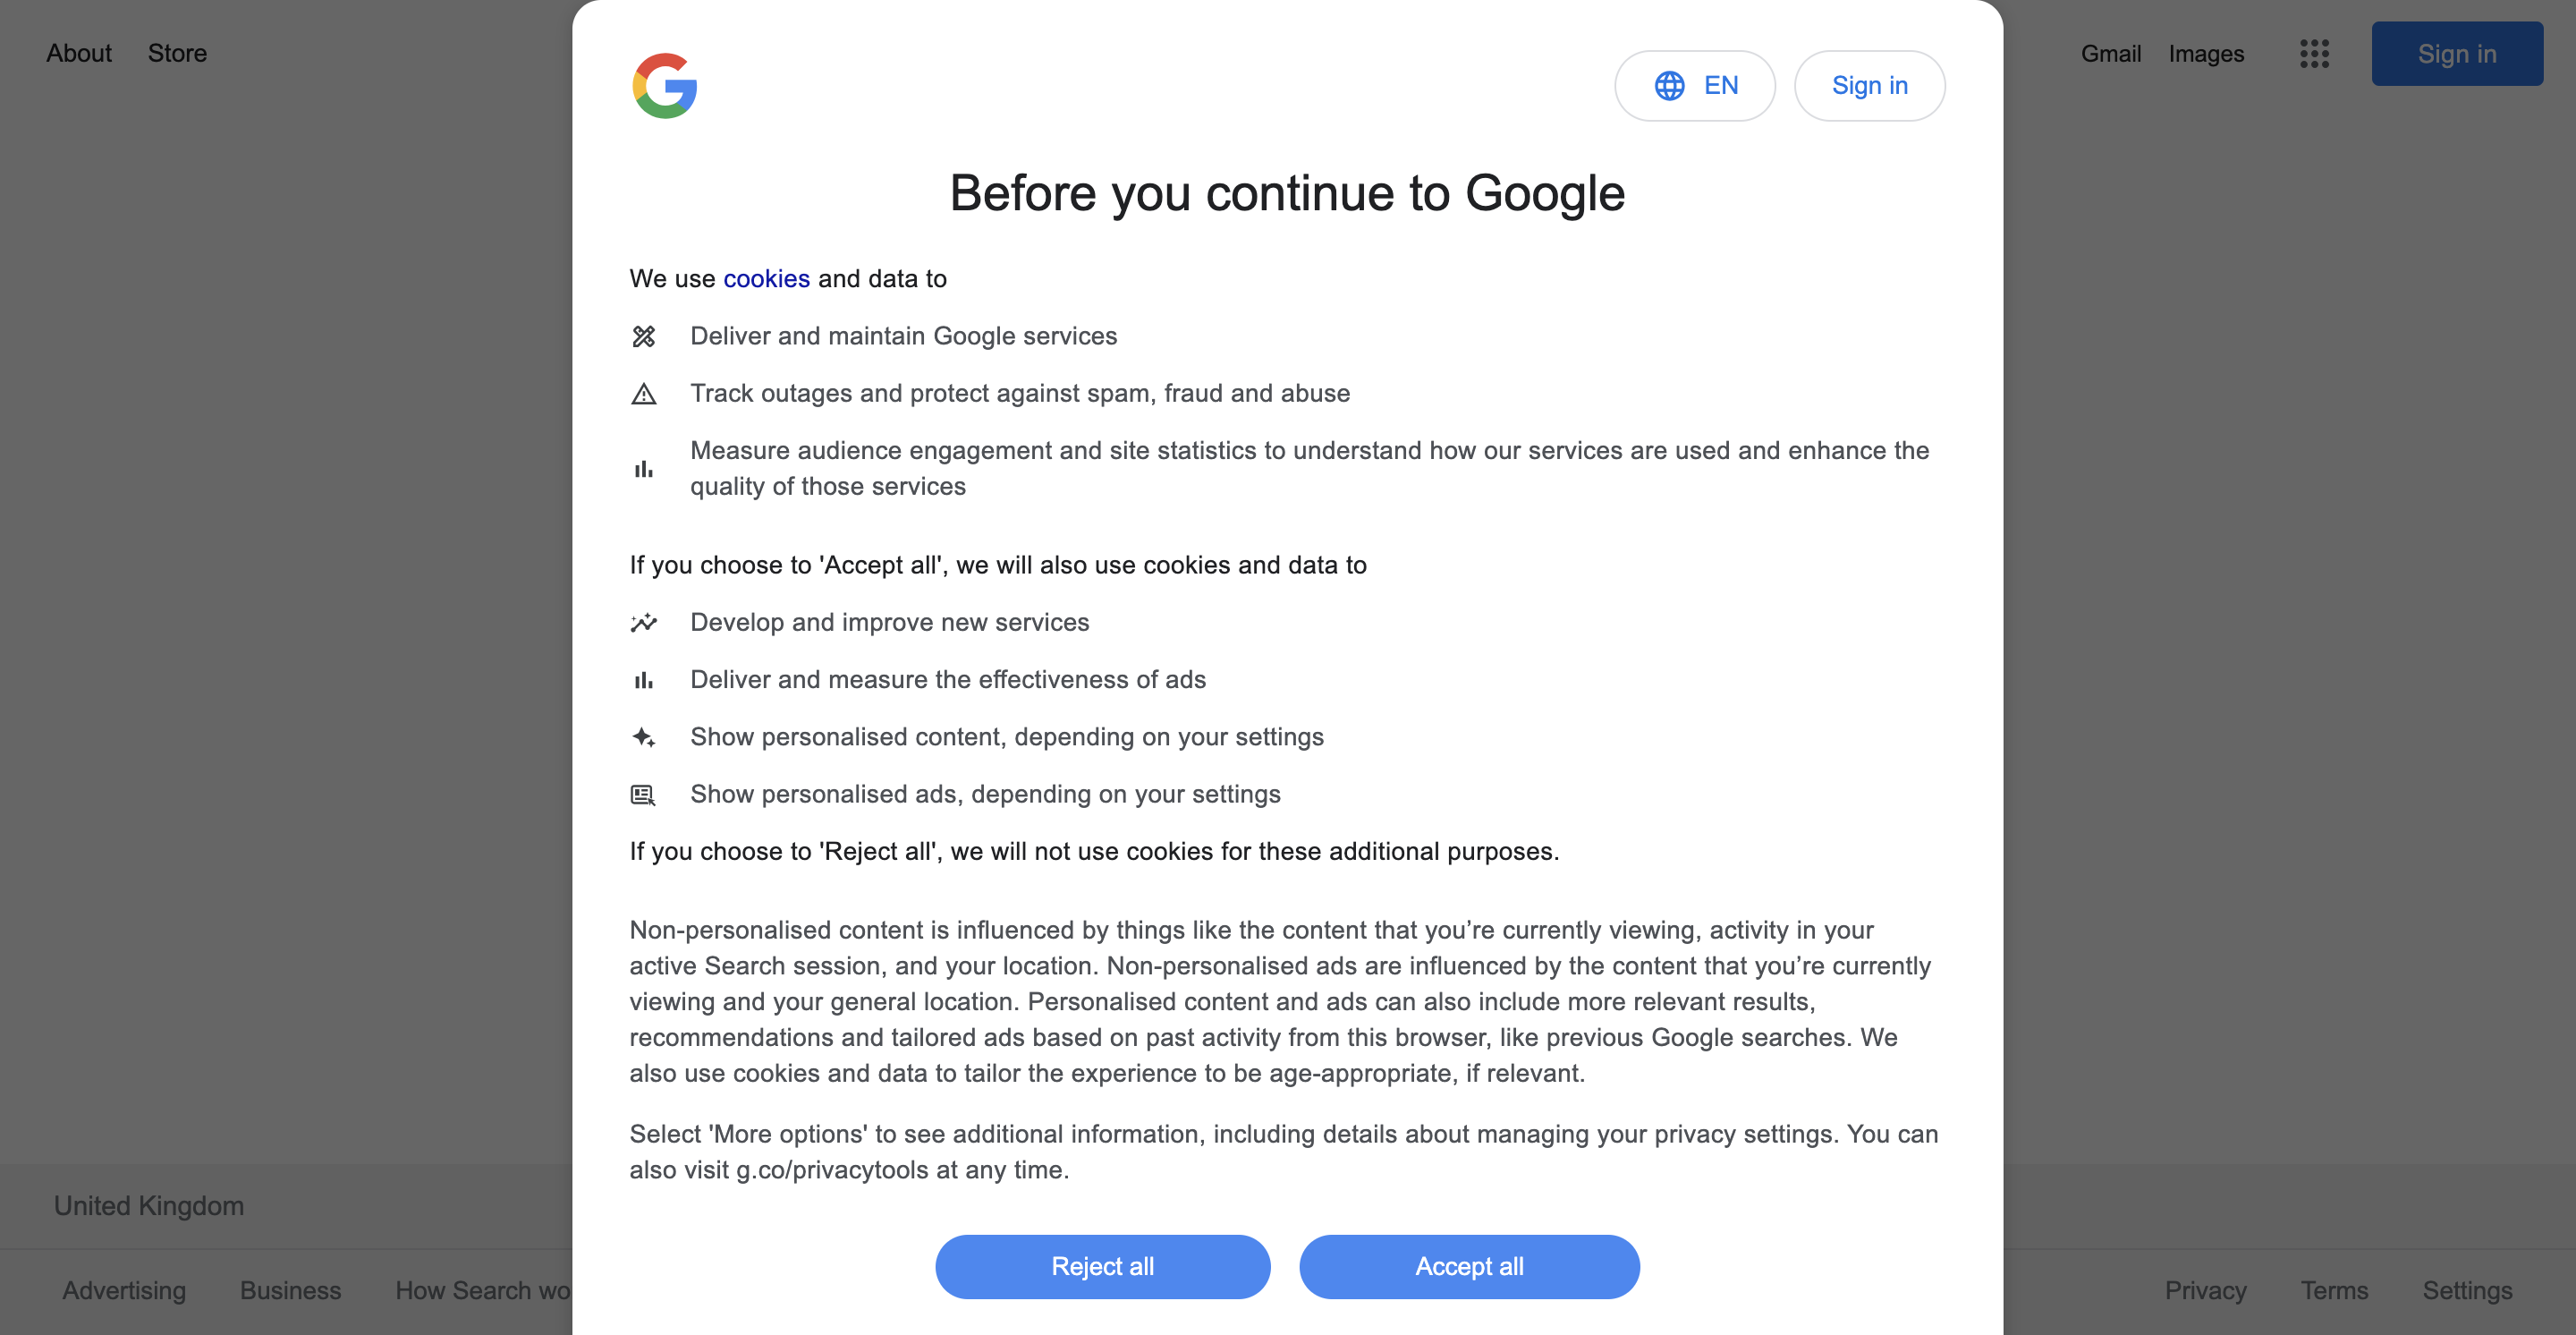 About Store
Gmail Images
Sign in
EN
Sign in
Before you continue to Google
We use cookies and data to
Deliver and maintain Google services
Track outages and protect against spam, fraud and abuse
Measure audience engagement and site statistics to understand how our services are used and enhance the
quality of those services
If you choose to 'Accept all', we will also use cookies and data to
Develop and improve new services
Deliver and measure the effectiveness of ads
Show personalised content, depending on your settings
Show personalised ads, depending on your settings
If you choose to 'Reject all', we will not use cookies for these additional purposes.
Non-personalised content is influenced by things like the content that you’re currently viewing, activity in your
active Search session, and your location. Non-personalised ads are influenced by the content that you’re currently
viewing and your general location. Personalised content and ads can also include more relevant results,
recommendations and tailored ads based on past activity from this browser, like previous Google searches. We
also use cookies and data to tailor the experience to be age-appropriate, if relevant.
Select 'More options' to see additional information, including details about managing your privacy settings. You can
also visit g.co/privacytools at any time.
Reject all
Accept all
United Kingdom
Advertising Business How Search wo
Privacy Terms Settings